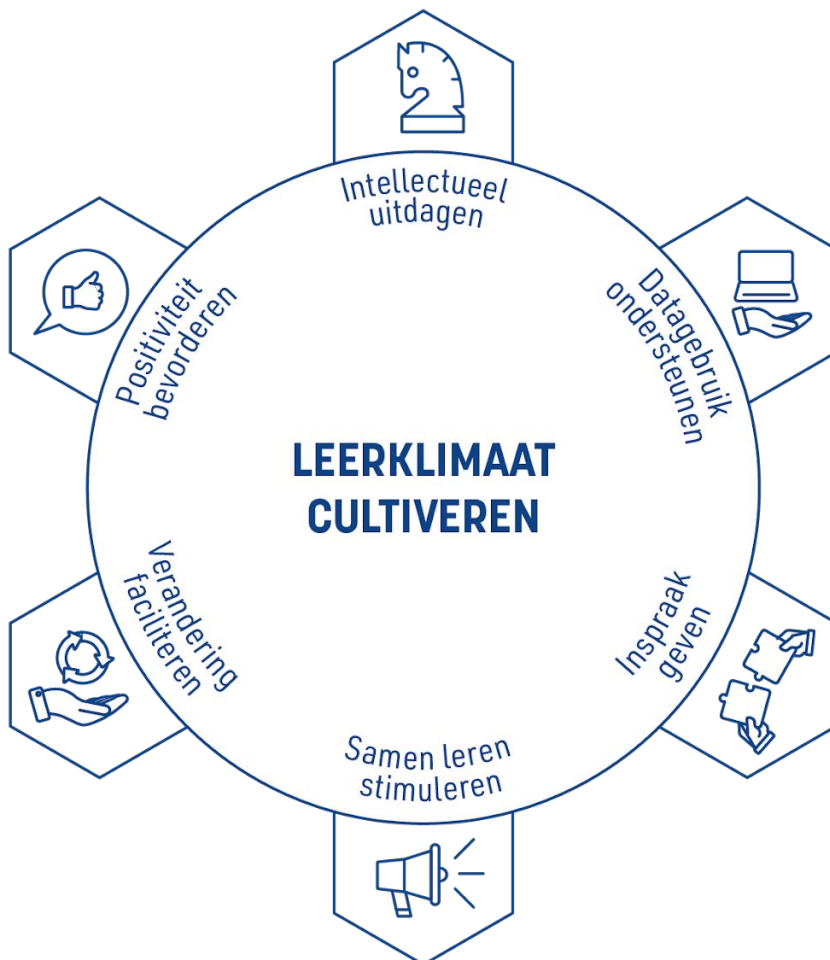 Intellectueel
uitdagen
Datagebruik
ondersteunen
Inspraak
geven
Samen leren
stimuleren
Verandering
faciliteren
Positiviteit
bevorderen
LEERKLIMAAT
CULTIVEREN